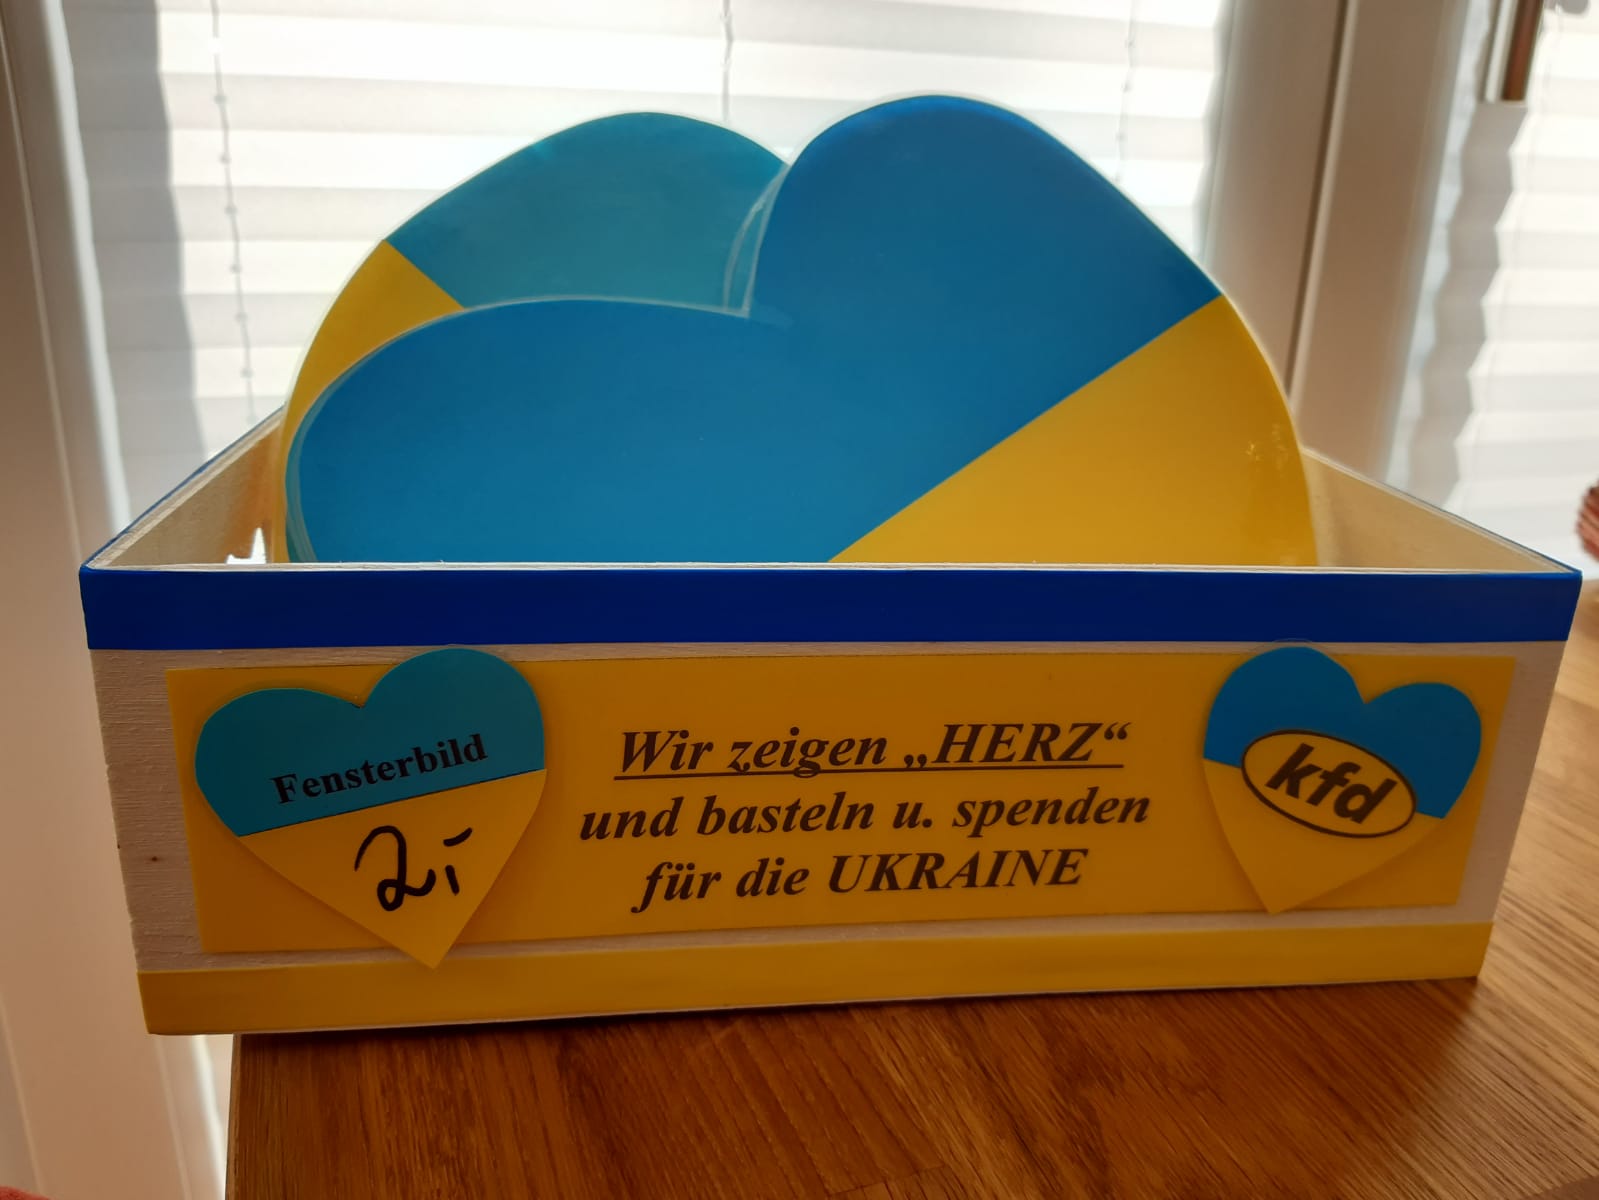 Fensterbild
2,-
Wir zeigen „HERZ“
und basteln u. spenden
für die UKRAINE
kfd